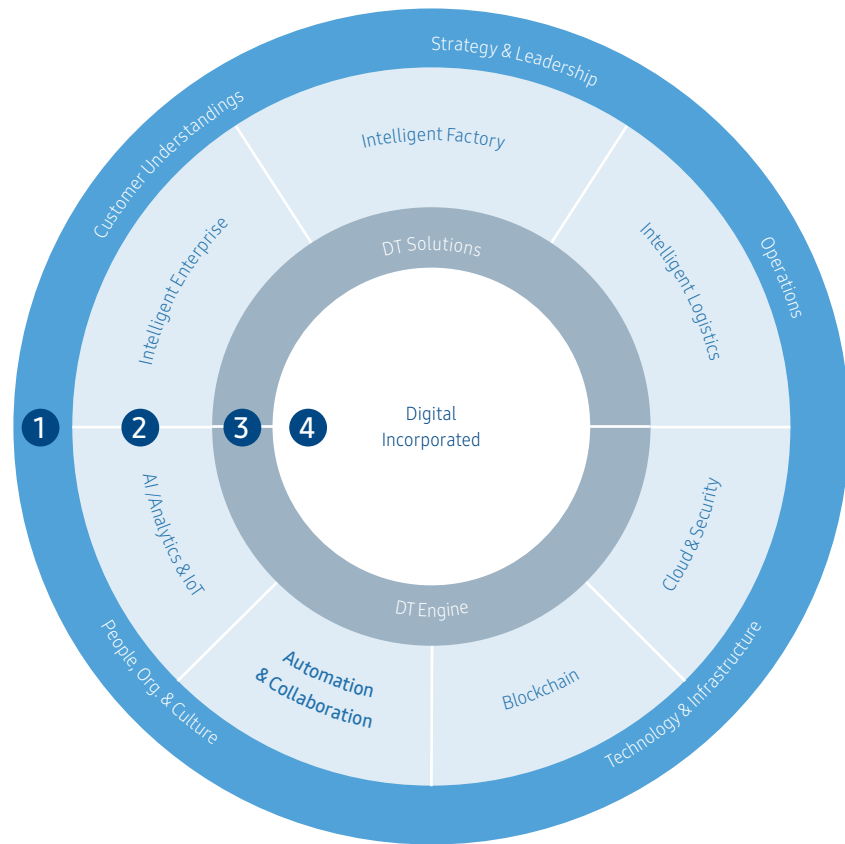 Strategy & Leadership
Customer Understandings
Operations
Intelligent Factory
Intelligent Enterprise
Intelligent Logistics
DT Solutions
1
2
3
4
Digital
Incorporated
AI /Analytics & IoT
Cloud & Security
DT Engine
Automation
& Collaboration
Blockchain
People, Org. & Culture
Technology & Infrastructure